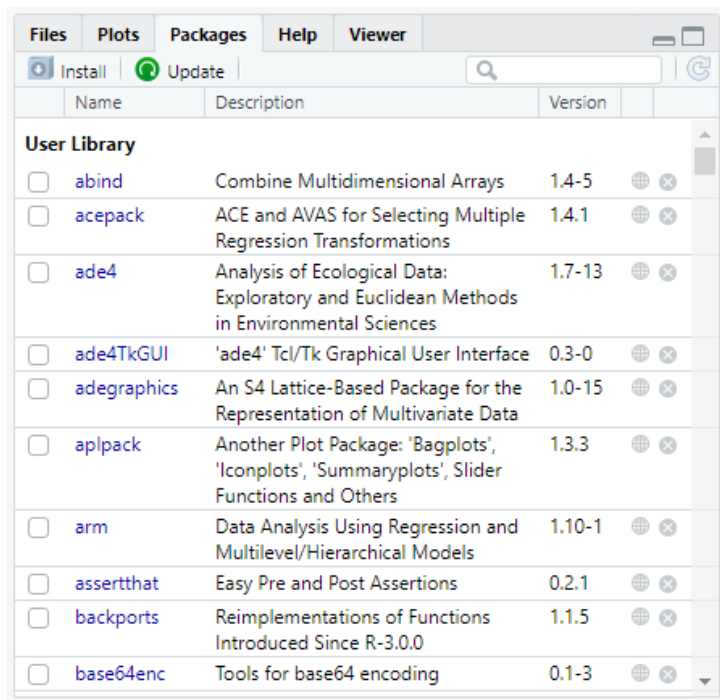 Files Plots Packages Help Viewer
Install Update
Name Description Version
User Library
abind Combine Multidimensional Arrays 1.4-5
acepack ACE and AVAS for Selecting Multiple 1.4.1
Regression Transformations
ade4 Analysis of Ecological Data: 1.7-13
Exploratory and Euclidean Methods
in Environmental Sciences
ade4TkGUI 'ade4' Tcl/Tk Graphical User Interface 0.3-0
adegraphics An S4 Lattice-Based Package for the 1.0-15
Representation of Multivariate Data
aplpack Another Plot Package: 'Bagplots', 1.3.3
'Iconplots', 'Summaryplots', Slider
Functions and Others
arm Data Analysis Using Regression and 1.10-1
Multilevel/Hierarchical Models
assertthat Easy Pre and Post Assertions 0.2.1
backports Reimplementations of Functions 1.1.5
Introduced Since R-3.0.0
base64enc Tools for base64 encoding 0.1-3